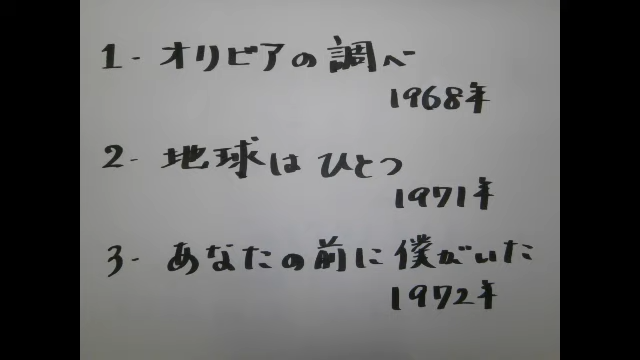 1- オリビアの調べ
1968年
2- 地球はひとつ
1971年
3- あなたの前に僕がいた
1972年